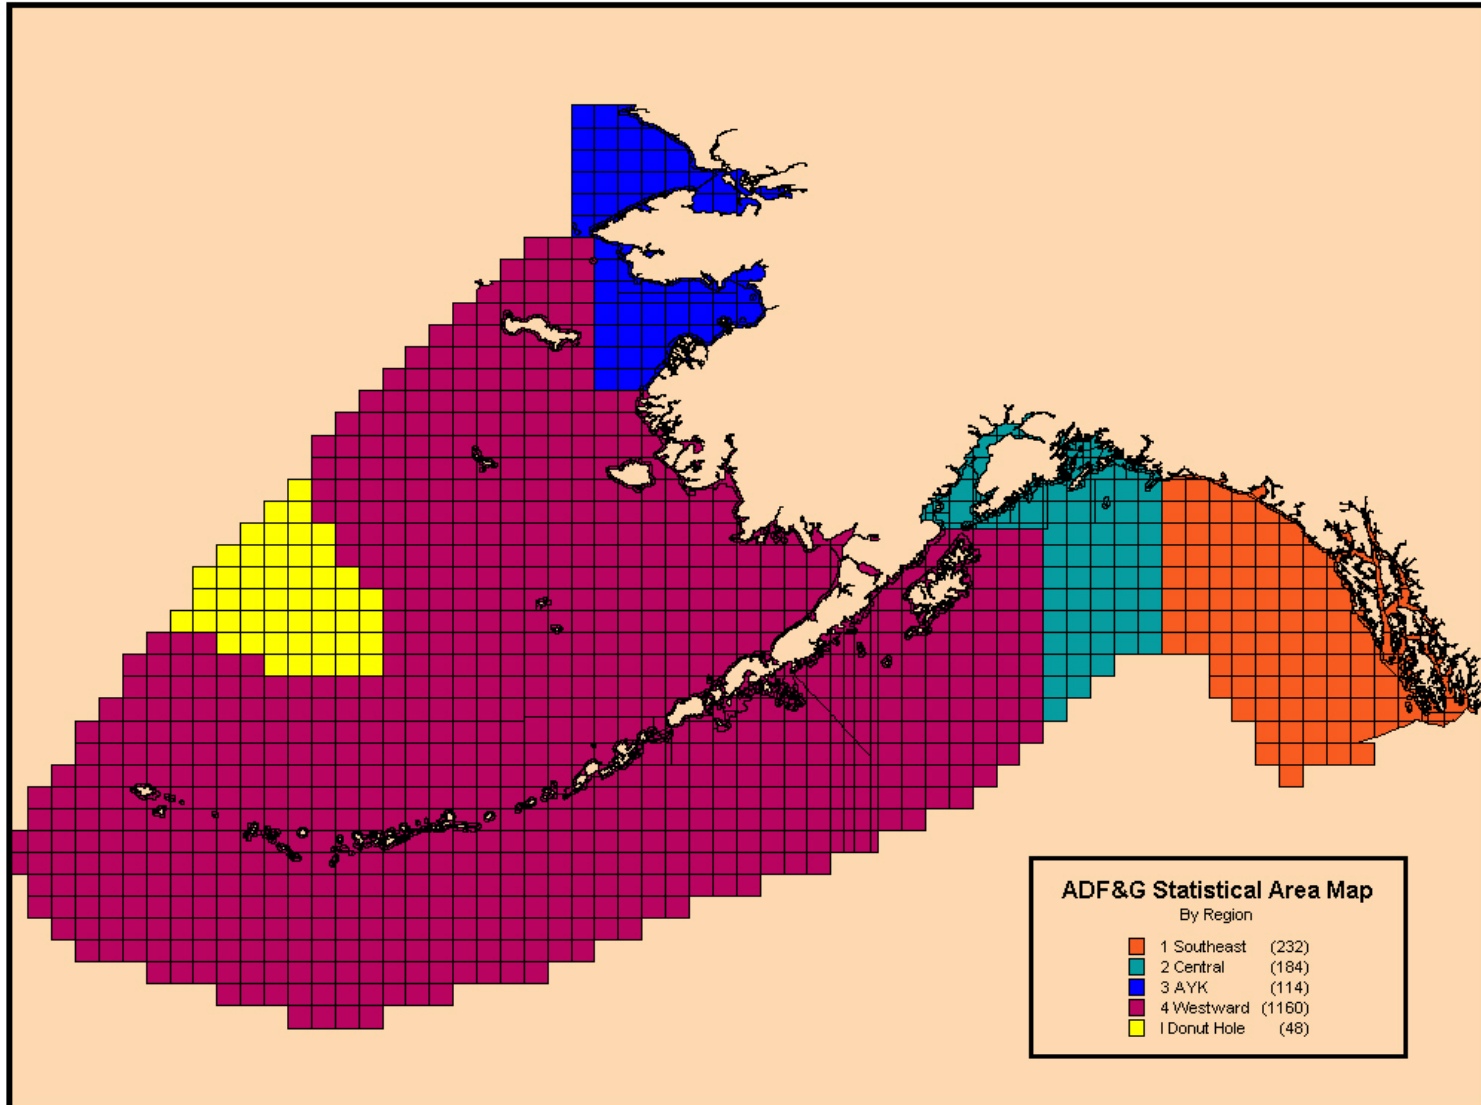 ADF&G Statistical Area Map
By Region
1 Southeast (232)
2 Central (184)
3 AYK (114)
4 Westward (1160)
I Donut Hole (48)